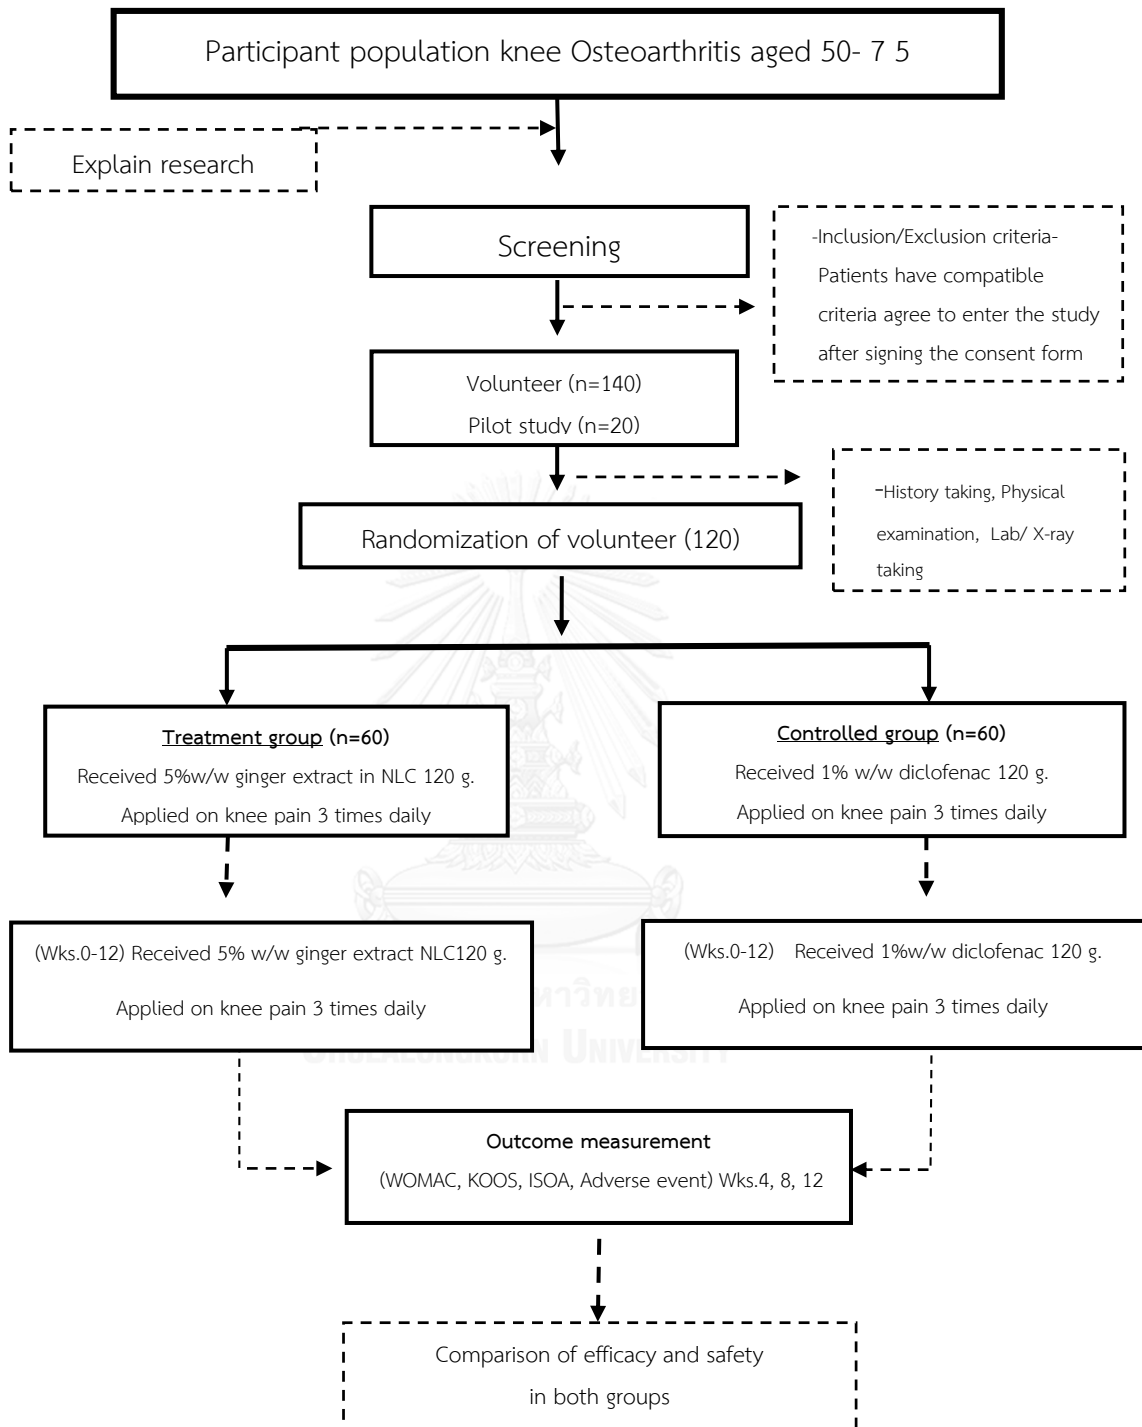 Participant population knee Osteoarthritis aged 50- 7 5
Explain research
Screening
-Inclusion/Exclusion criteria-
Patients have compatible
criteria agree to enter the study
after signing the consent form
Volunteer (n=140)
Pilot study (n=20)
-History taking, Physical
examination, Lab/ X-ray
taking
Randomization of volunteer (120)
Treatment group (n=60)
Received 5%w/w ginger extract in NLC 120 g.
Applied on knee pain 3 times daily
Controlled group (n=60)
Received 1% w/w diclofenac 120 g.
Applied on knee pain 3 times daily
(Wks.0-12) Received 5% w/w ginger extract NLC120 g.
Applied on knee pain 3 times daily
(Wks.0-12) Received 1%w/w diclofenac 120 g.
Applied on knee pain 3 times daily
UNIVERSITY
Outcome measurement
(WOMAC, KOOS, ISOA, Adverse event) Wks.4, 8, 12
Comparison of efficacy and safety
in both groups